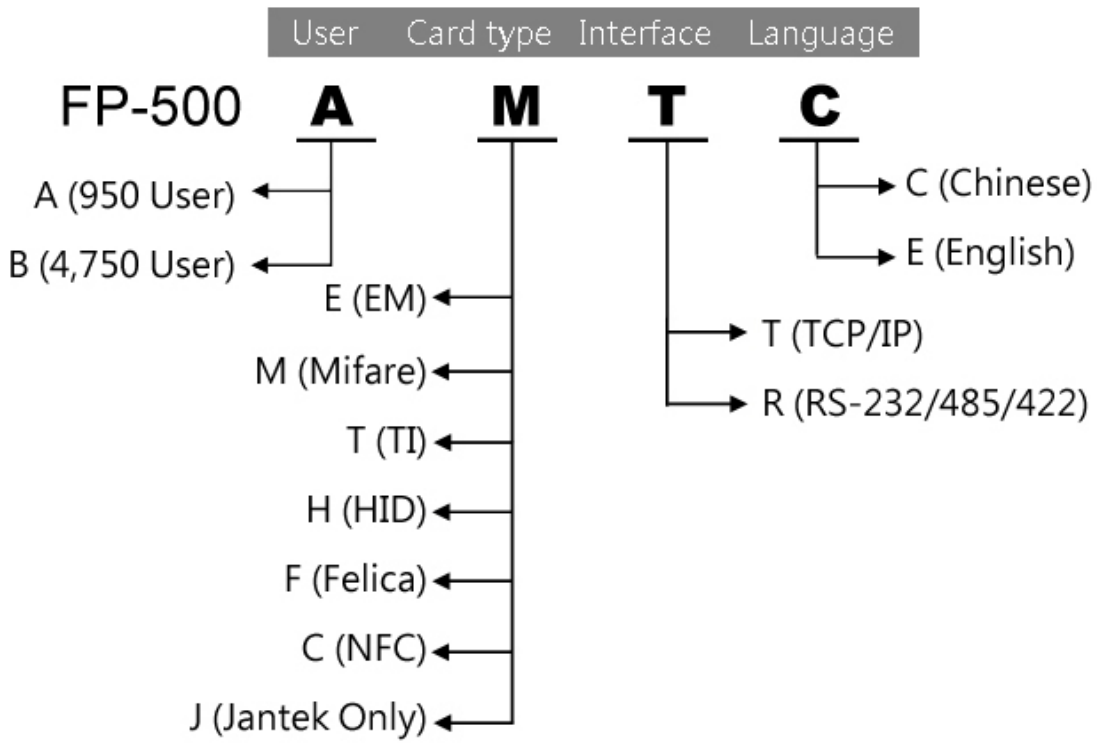 User Card type Interface Language
FP-500 A M T C
A (950 User)
B (4,750 User)
E (EM)
M (Mifare)
T (TI)
H (HID)
F (Felica)
C (NFC)
J (Jantek Only)
T (TCP/IP)
R (RS-232/485/422)
C (Chinese)
E (English)